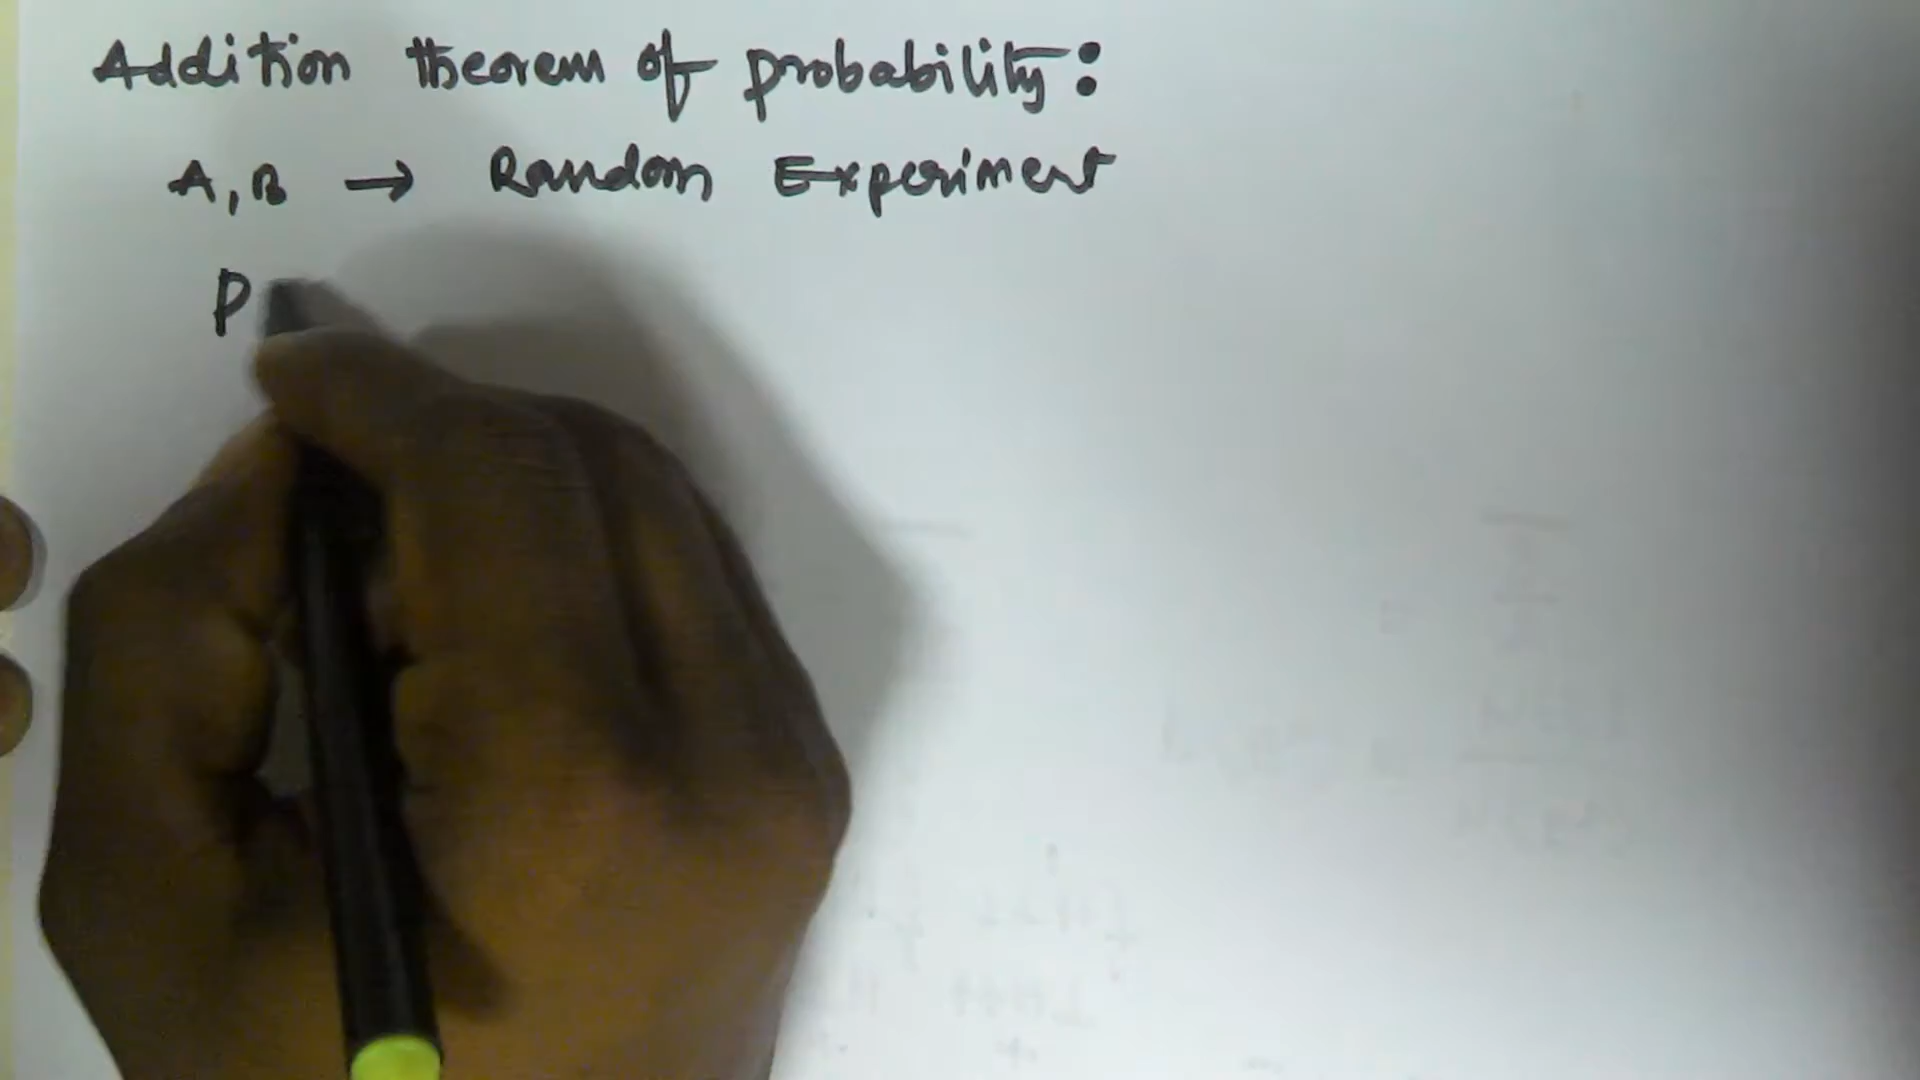 Addition theorem of probability:
A, B → Random Experiment
P